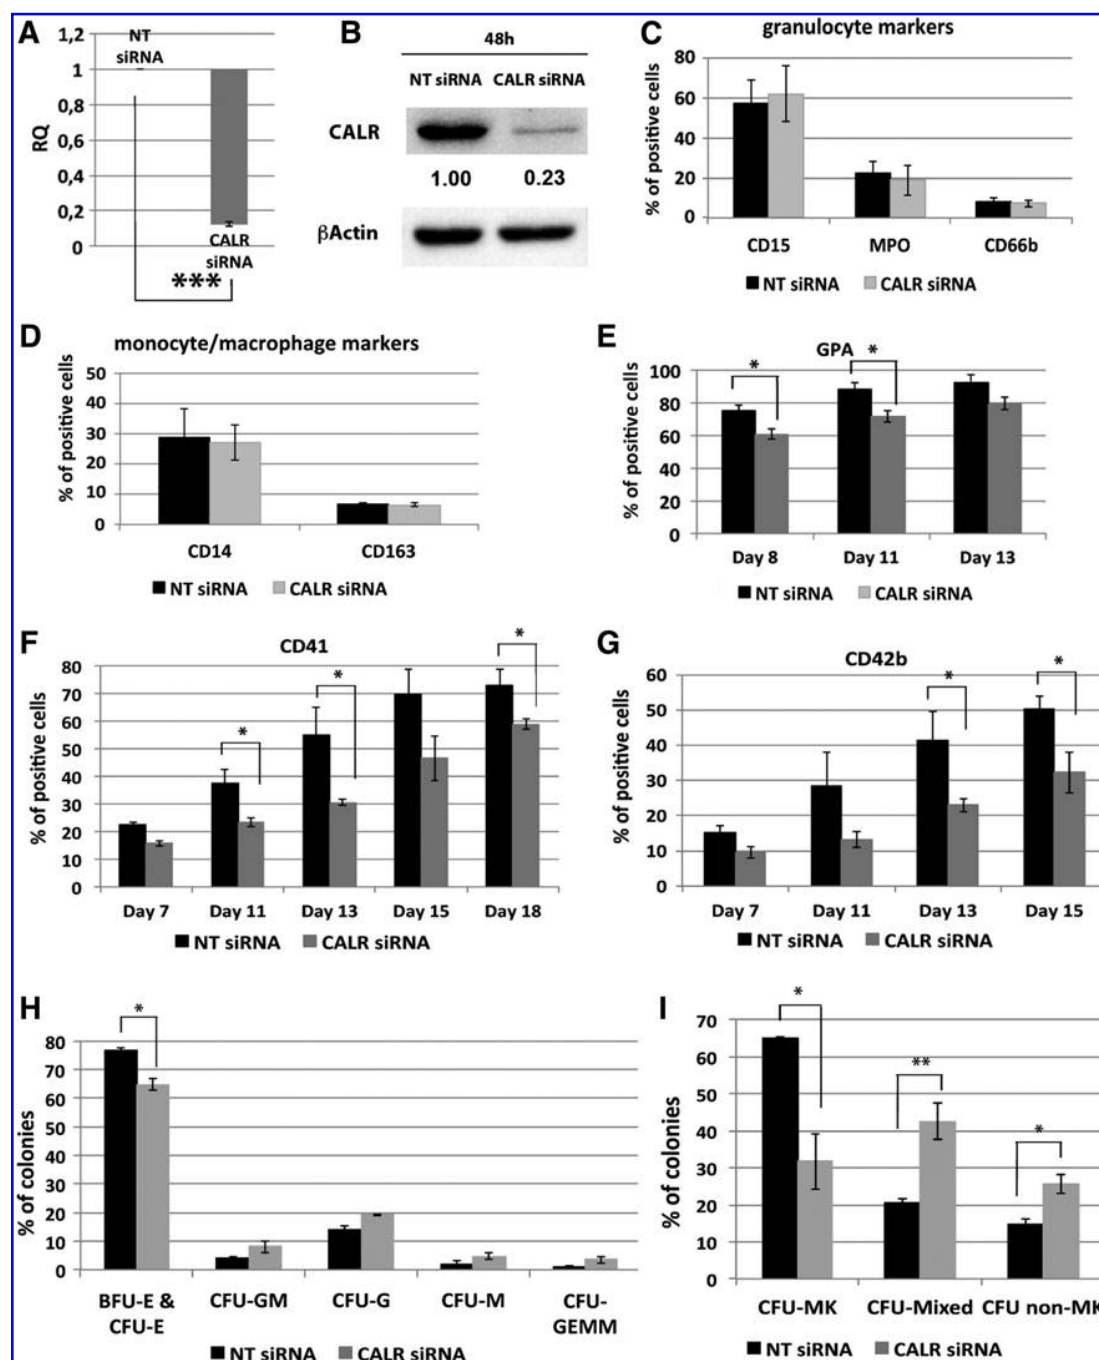 A
1,2
NT
siRNA
1
0,8
0,6
0,4
0,2
0
RQ
CALR
siRNA
***
B
48h
NT siRNA CALR siRNA
CALR
1.00 0.23
βActin
C
granulocyte markers
% of positive cells
80
60
40
20
0
CD15 MPO CD66b
NT siRNA CALR siRNA
D
monocyte/macrophage markers
% of positive cells
50
40
30
20
10
0
CD14 CD163
NT siRNA CALR siRNA
E
GPA
* *
% of positive cells
100
80
60
40
20
0
Day 8 Day 11 Day 13
NT siRNA CALR siRNA
F
CD41
* * *
% of positive cells
80
70
60
50
40
30
20
10
0
Day 7 Day 11 Day 13 Day 15 Day 18
NT siRNA CALR siRNA
G
CD42b
* *
% of positive cells
60
50
40
30
20
10
0
Day 7 Day 11 Day 13 Day 15
NT siRNA CALR siRNA
H
*
% of colonies
80
70
60
50
40
30
20
10
0
BFU-E & CFU-GM CFU-G CFU-M CFU-
CFU-E GEMM
NT siRNA CALR siRNA
I
* ** *
% of colonies
70
60
50
40
30
20
10
0
CFU-MK CFU-Mixed CFU non-MK
NT siRNA CALR siRNA